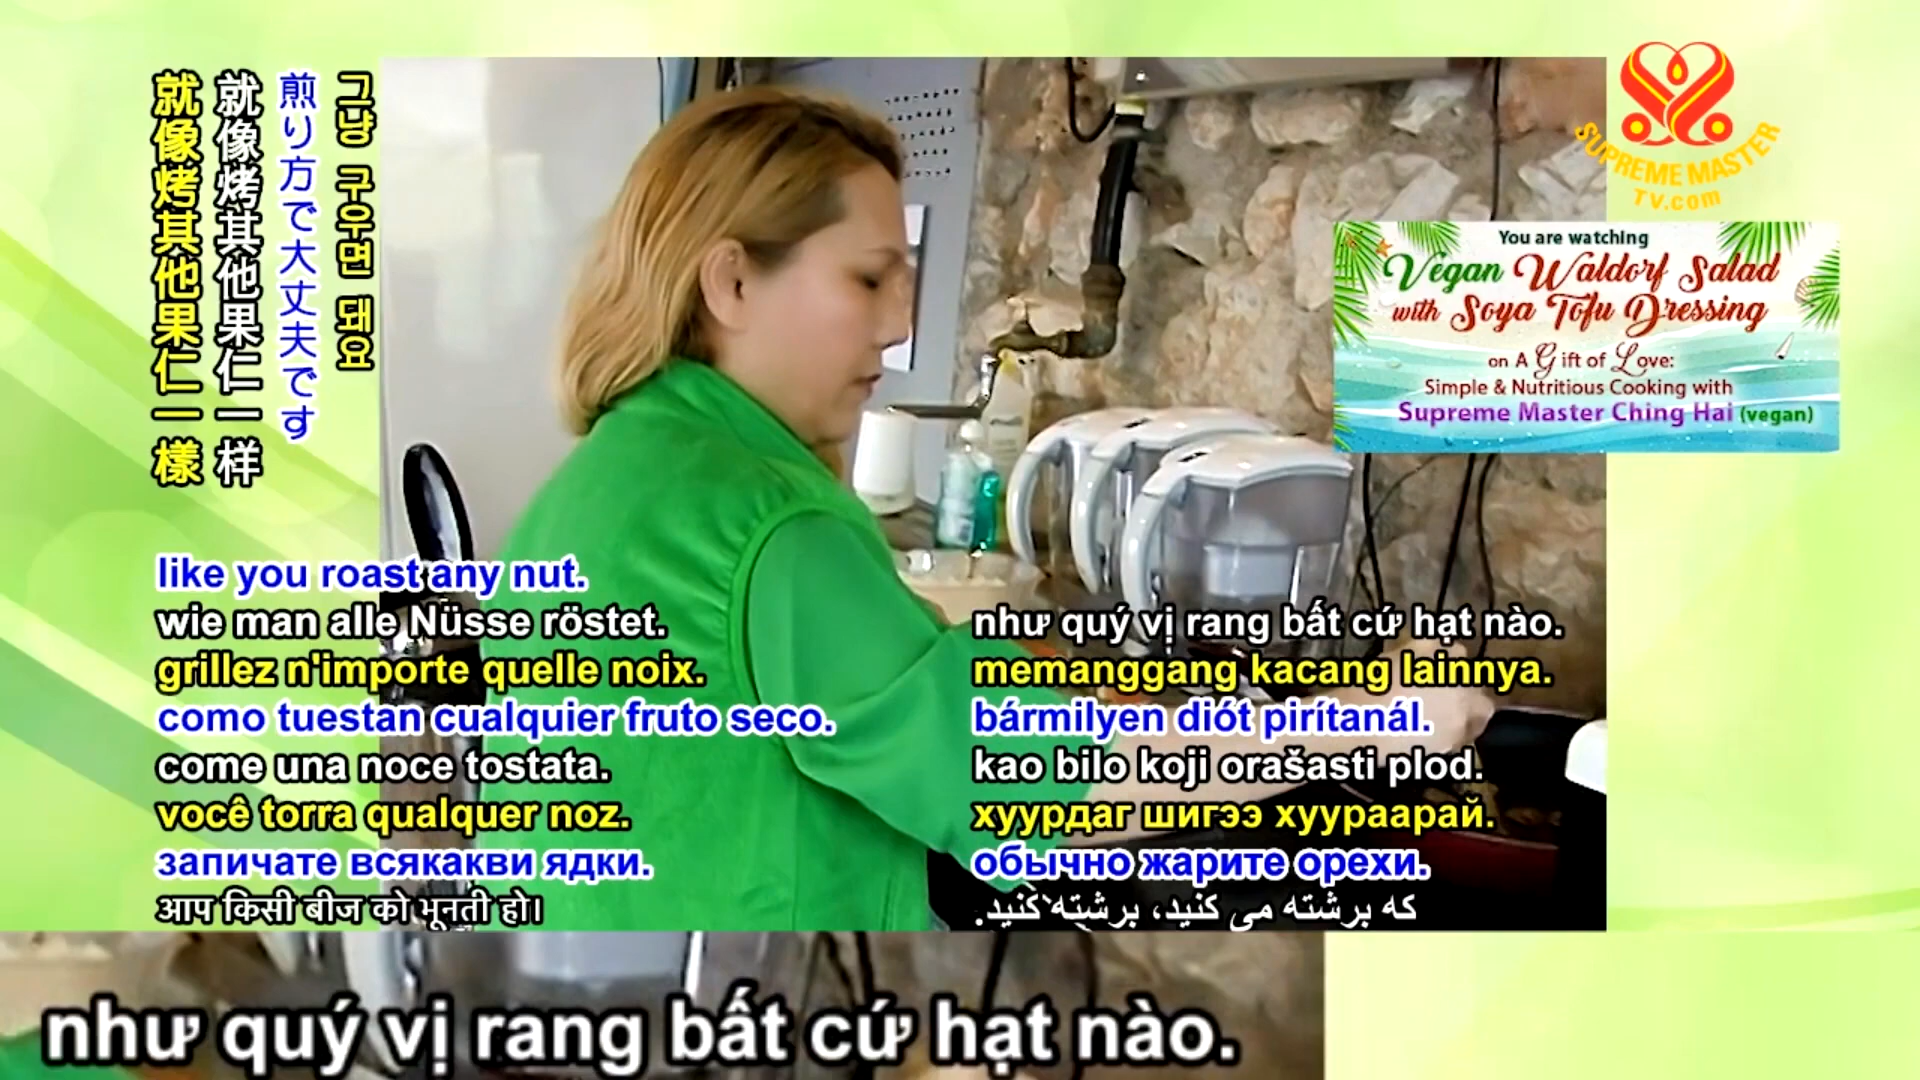 그냥 구우면 돼요
煎り方で大丈夫です
就像烤其他果仁一样
就像烤其他果仁一樣
SUPREME MASTER
TV.com
You are watching
Vegan Waldorf Salad
with Soya Tofu Dressing
on A Gift of Love:
Simple & Nutritious Cooking with
Supreme Master Ching Hai (vegan)
like you roast any nut.
wie man alle Nüsse röstet.
grillez n'importe quelle noix.
como tuestan cualquier fruto seco.
come una noce tostata.
você torra qualquer noz.
запичате всякакви ядки.
आप किसी बीज को भूनती हो।
như quý vị rang bất cứ hạt nào.
memanggang kacang lainnya.
bármilyen diót pirítanál.
kao bilo koji orašasti plod.
хуурдаг шигээ хуураарай.
обычно жарите орехи.
که برشته می کنید، برشته کنید.
như quý vị rang bất cứ hạt nào.